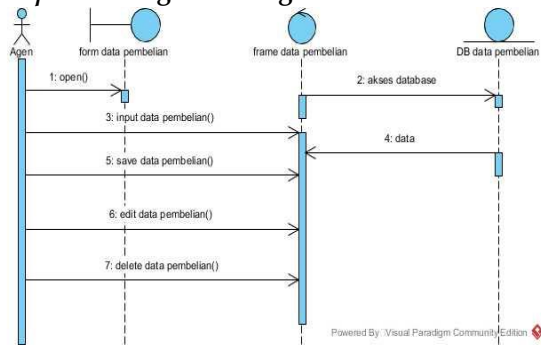 Agen
form data pembelian
frame data pembelian
DB data pembelian
1: open()
2: akses database
3: input data pembelian()
4: data
5: save data pembelian()
6: edit data pembelian()
7: delete data pembelian()
Powered By Visual Paradigm Community Edition